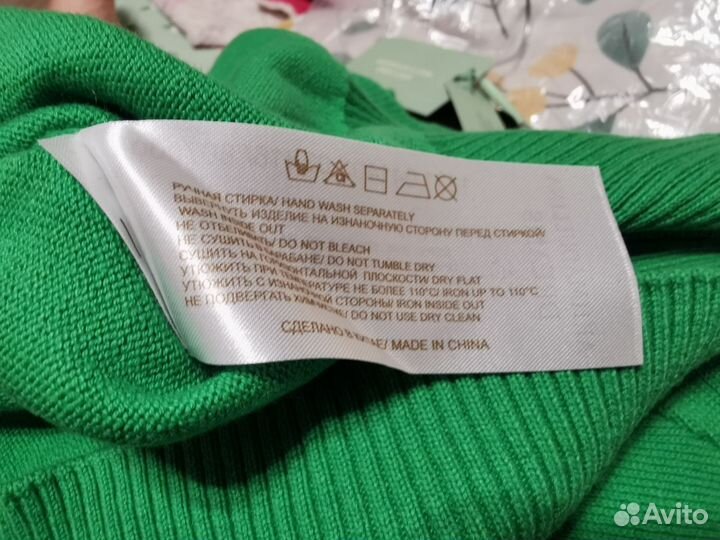 РУЧНАЯ СТИРКА/ HAND WASH SEPARATELY
ВЫВЕРНУТЬ ИЗДЕЛИЕ НА ИЗНАНОЧНУЮ СТОРОНУ ПЕРЕД СТИРКОЙ/
WASH INSIDE OUT
НЕ ОТБЕЛИВАТЬ/ DO NOT BLEACH
НЕ СУШИТЬ НА БАРАБАНЕ/ DO NOT TUMBLE DRY
СУШИТЬ НА ГОРИЗОНТАЛЬНОЙ ПЛОСКОСТИ/ DRY FLAT
УТЮЖИТЬ ПРИ ТЕМПЕРАТУРЕ НЕ БОЛЕЕ 110°C/ IRON UP TO 110°C
УТЮЖИТЬ С ИЗНАНОЧНОЙ СТОРОНЫ/ IRON INSIDE OUT
НЕ ПОДВЕРГАТЬ ХИМЧИСТКЕ/ DO NOT USE DRY CLEAN
СДЕЛАНО В КИТАЕ/ MADE IN CHINA
Avito